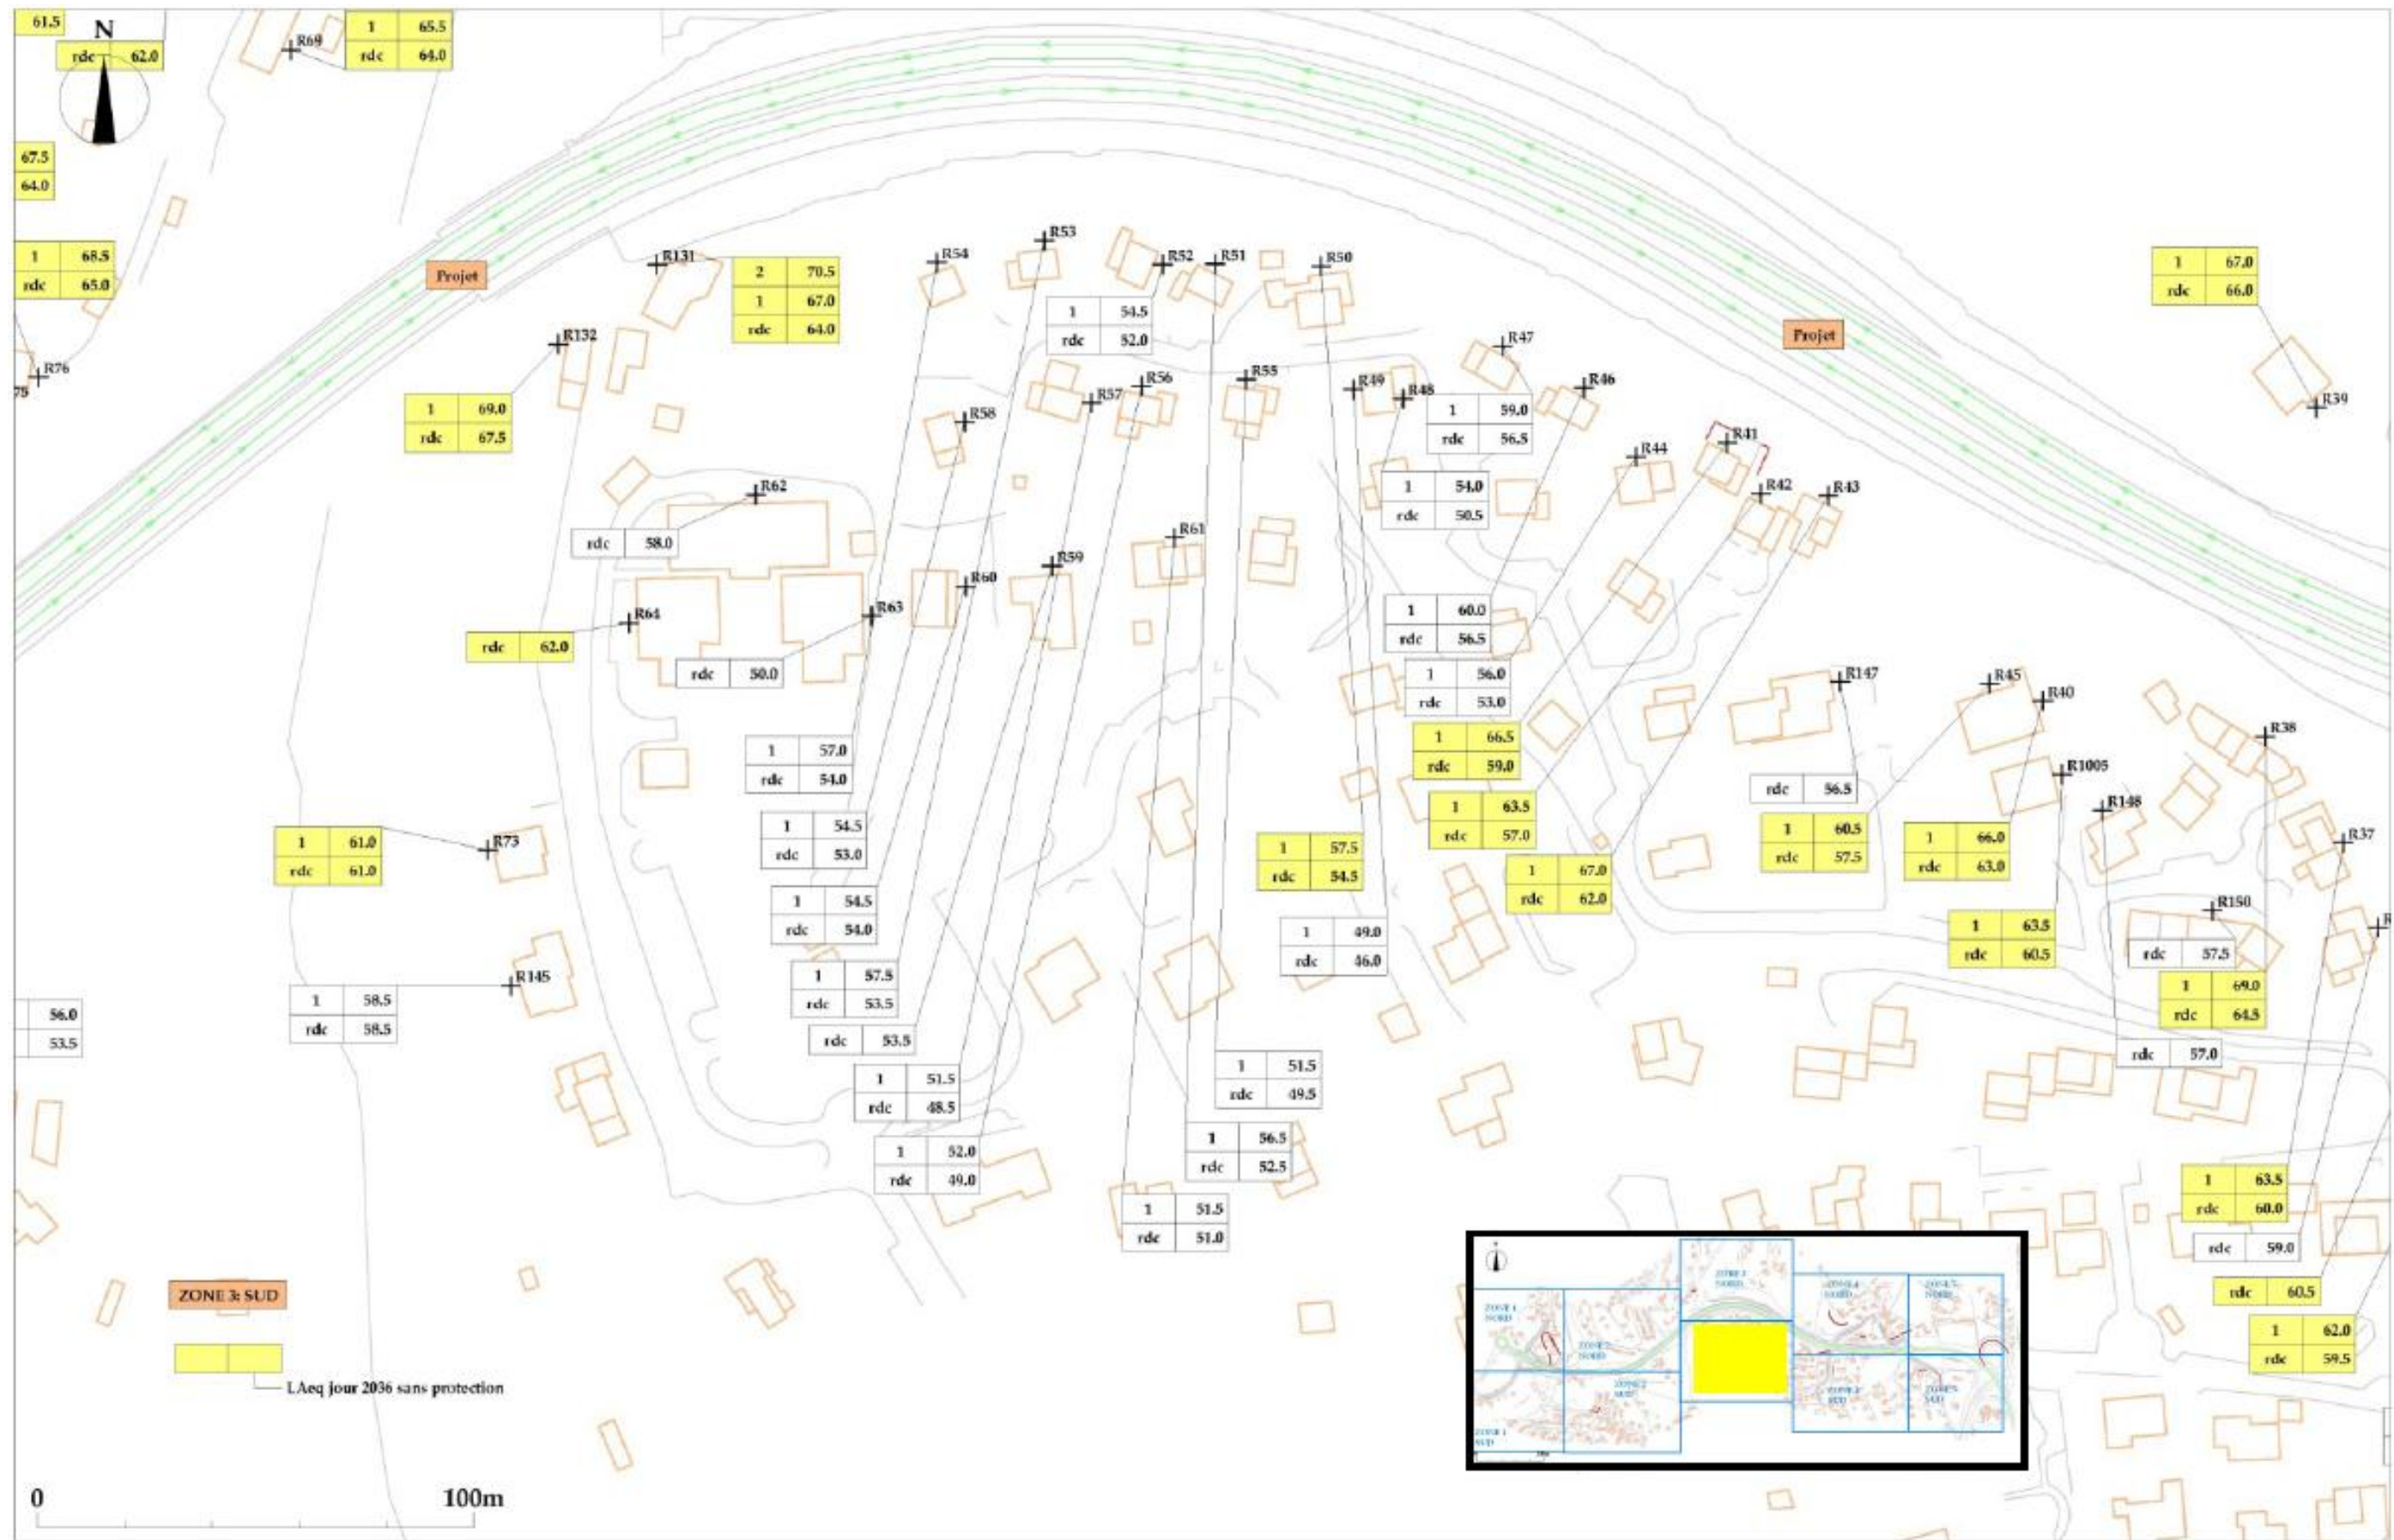 61.5
N
rdc 62.0
R69
1 65.5
rdc 64.0
67.5
64.0
1 68.5
rdc 65.0
Projet
R131
2 70.5
1 67.0
rdc 64.0
R54
R53
R52
R51
R50
1 54.5
rdc 52.0
1 67.0
rdc 66.0
Projet
R132
R76
75
R47
R46
R49
R48
R55
R56
R57
R58
R39
1 69.0
rdc 67.5
1 59.0
rdc 56.5
R41
R44
R42
R43
R62
1 54.0
rdc 50.5
rdc 58.0
R61
R59
R60
R63
R64
rdc 62.0
rdc 50.0
1 60.0
rdc 56.5
1 56.0
rdc 53.0
R147
R45
R40
R38
1 66.5
rdc 59.0
1 57.0
rdc 54.0
rdc 56.5
R1005
R148
1 63.5
rdc 57.0
1 54.5
rdc 53.0
1 61.0
rdc 61.0
R73
1 57.5
rdc 54.5
1 60.5
rdc 57.5
1 66.0
rdc 63.0
R37
1 67.0
rdc 62.0
1 54.5
rdc 54.0
1 49.0
rdc 46.0
1 63.5
rdc 60.5
R150
R
rdc 57.5
R145
1 57.5
rdc 53.5
1 58.5
rdc 58.5
1 69.0
rdc 64.5
56.0
53.5
rdc 53.5
rdc 57.0
1 51.5
rdc 48.5
1 51.5
rdc 49.5
1 52.0
rdc 49.0
1 56.5
rdc 52.5
1 51.5
rdc 51.0
1 63.5
rdc 60.0
rdc 59.0
rdc 60.5
1 62.0
rdc 59.5
ZONE 3: SUD
LAeq jour 2036 sans protection
ZONE 1
NORD
ZONE 2
NORD
ZONE 2
SUD
ZONE 1
SUD
0 100m